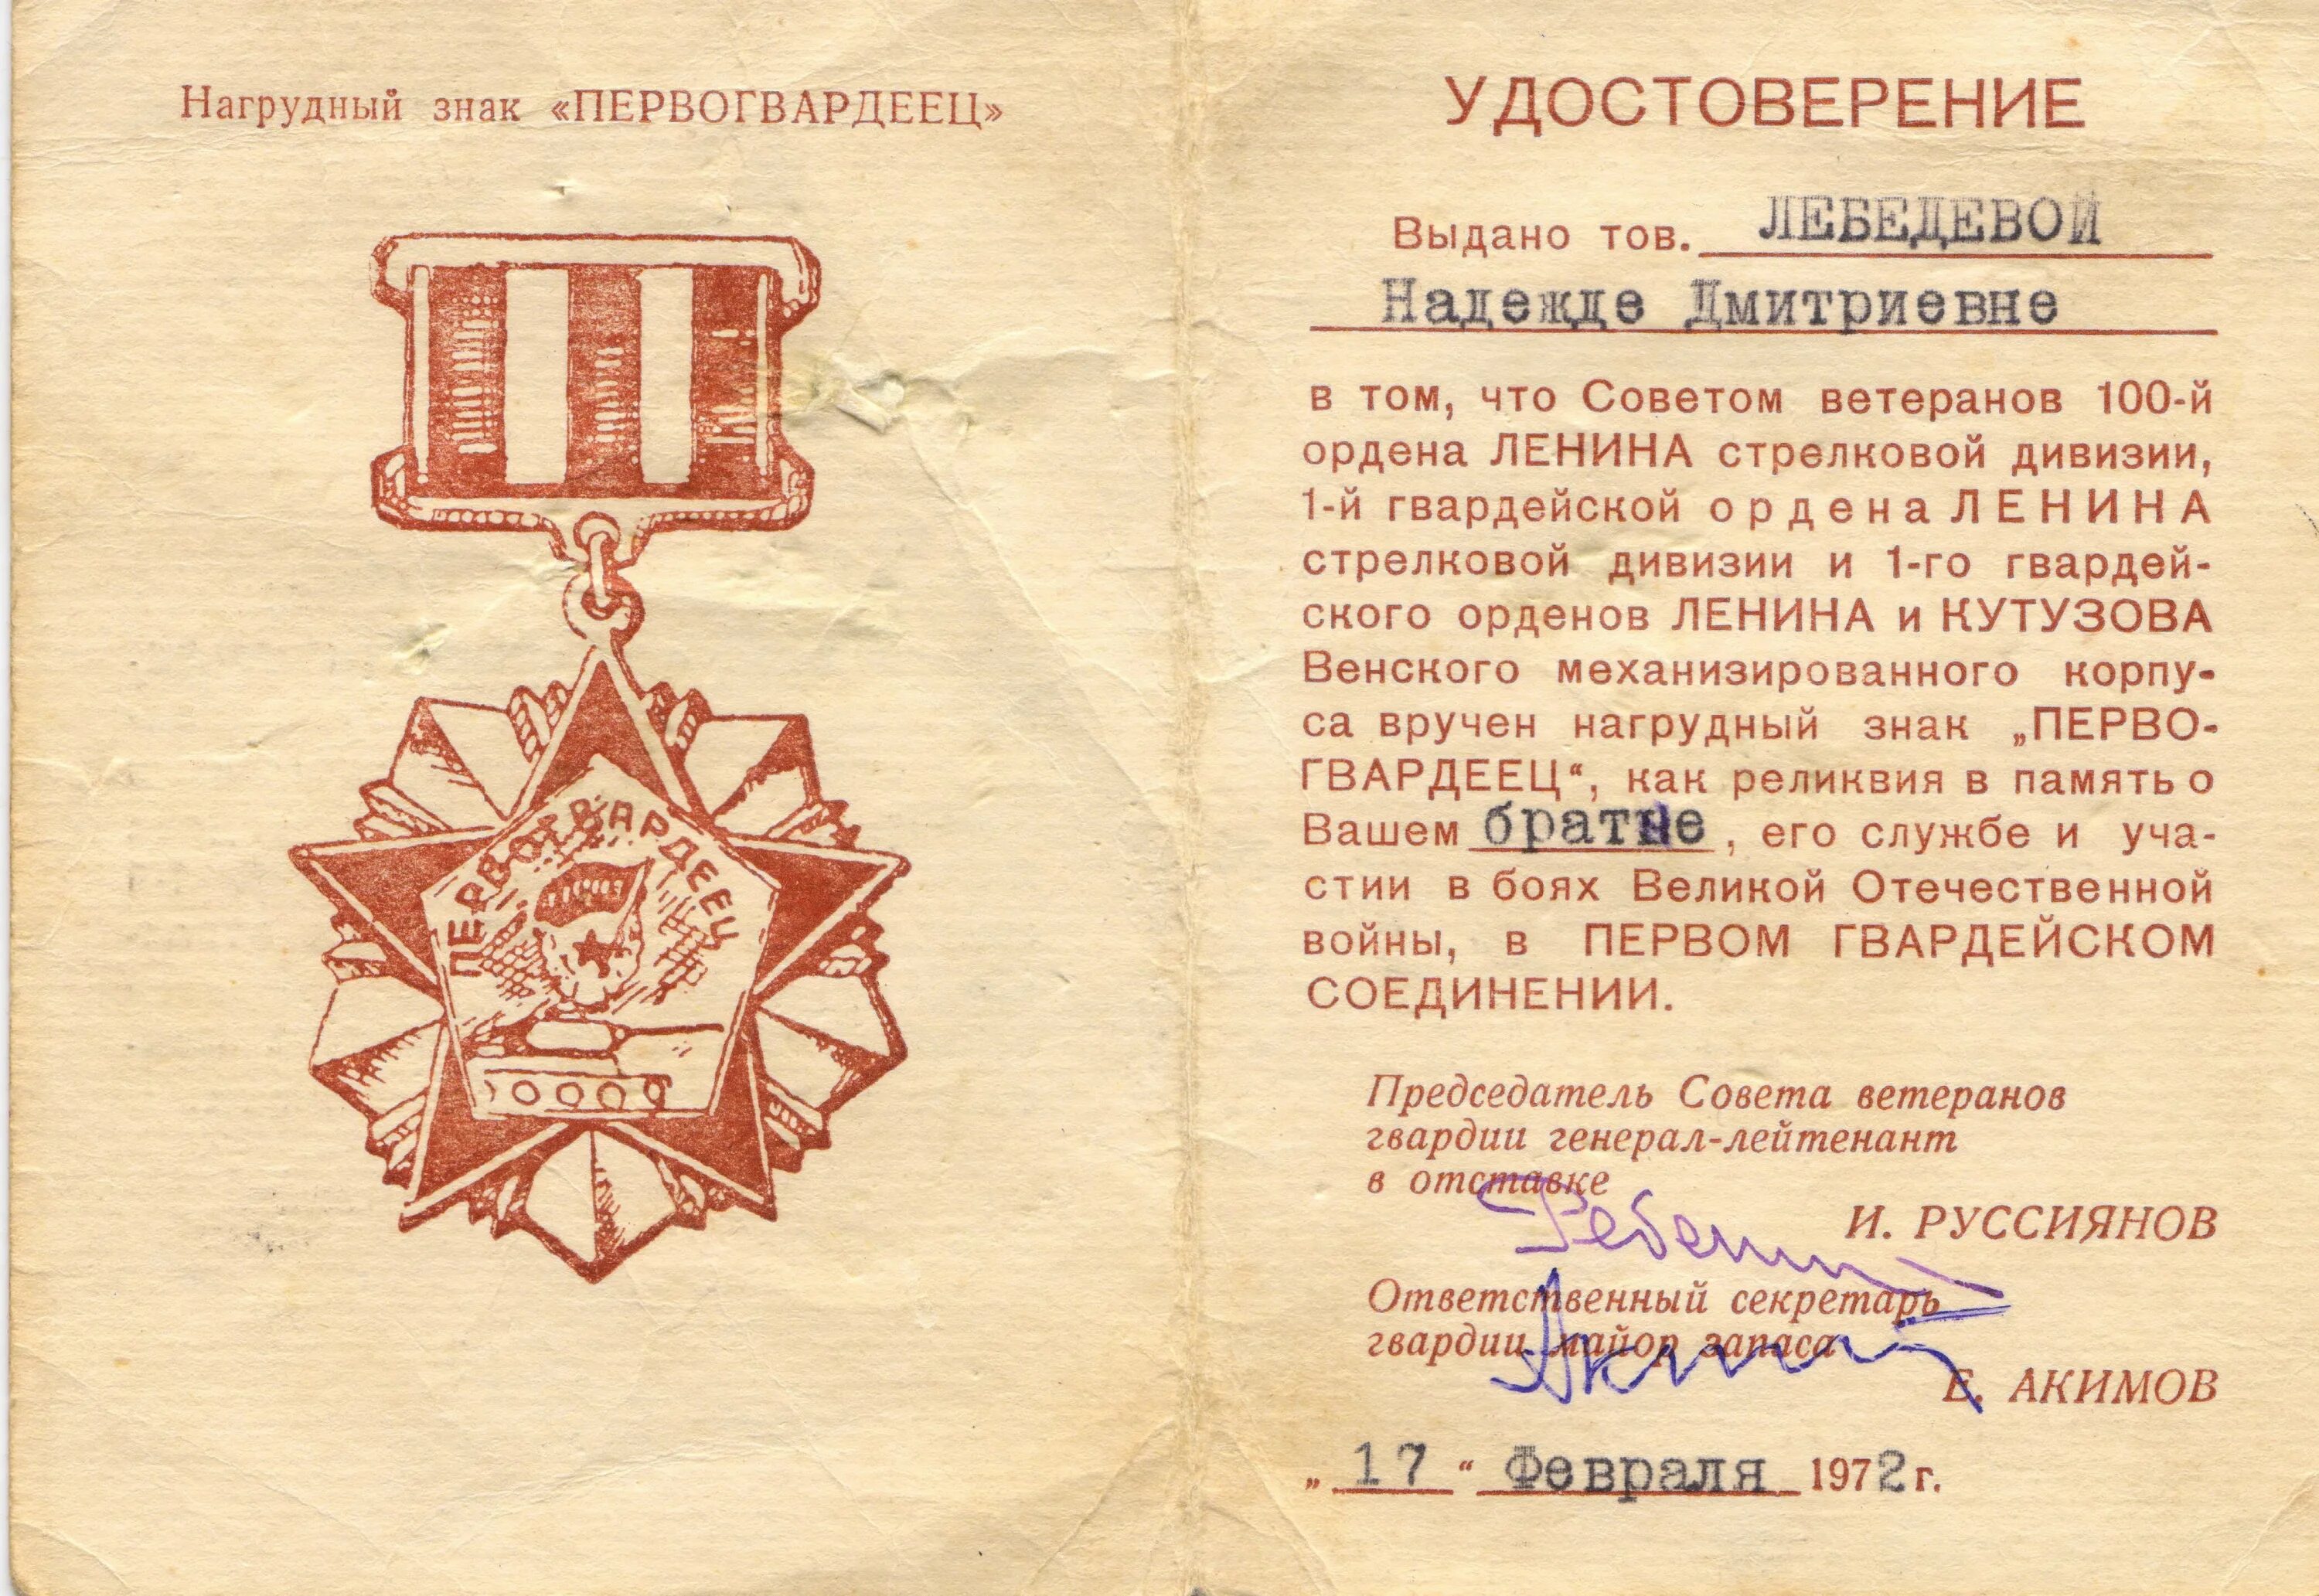 Нагрудный знак «ПЕРВОГВАРДЕЕЦ»
ПЕРВОГВАРДЕЕЦ
УДОСТОВЕРЕНИЕ
Выдано тов. ЛЕБЕДЕВОЙ
Надежде Дмитриевне
в том, что Советом ветеранов 100-й
ордена ЛЕНИНА стрелковой дивизии,
1-й гвардейской ордена ЛЕНИНА
стрелковой дивизии и 1-го гвардей-
ского орденов ЛЕНИНА и КУТУЗОВА
Венского механизированного корпу-
са вручен нагрудный знак „ПЕРВО-
ГВАРДЕЕЦ“, как реликвия в память о
Вашем братне, его службе и уча-
стии в боях Великой Отечественной
войны, в ПЕРВОМ ГВАРДЕЙСКОМ
СОЕДИНЕНИИ.
Председатель Совета ветеранов
гвардии генерал-лейтенант
в отставке
И. РУССИЯНОВ
Ответственный секретарь
гвардии майор запаса
Е. АКИМОВ
„ 17 “ Февраля 1972 г.